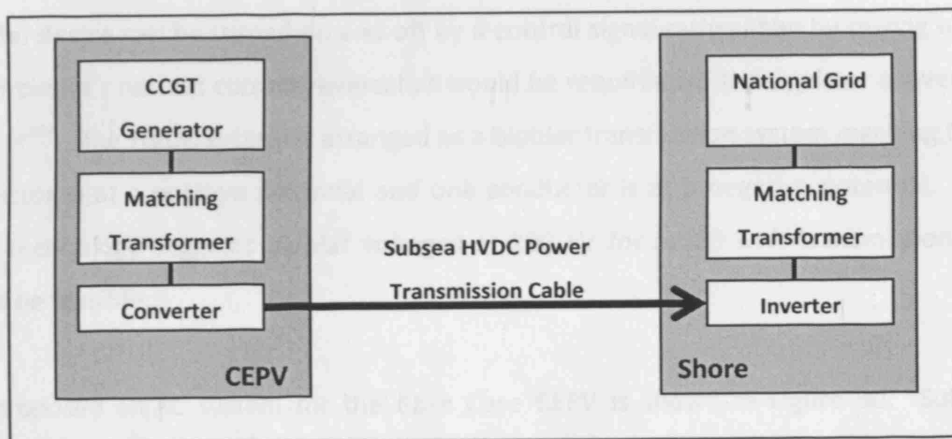 CCGT
Generator
Matching
Transformer
Converter
CEPV
Subsea HVDC Power
Transmission Cable
National Grid
Matching
Transformer
Inverter
Shore